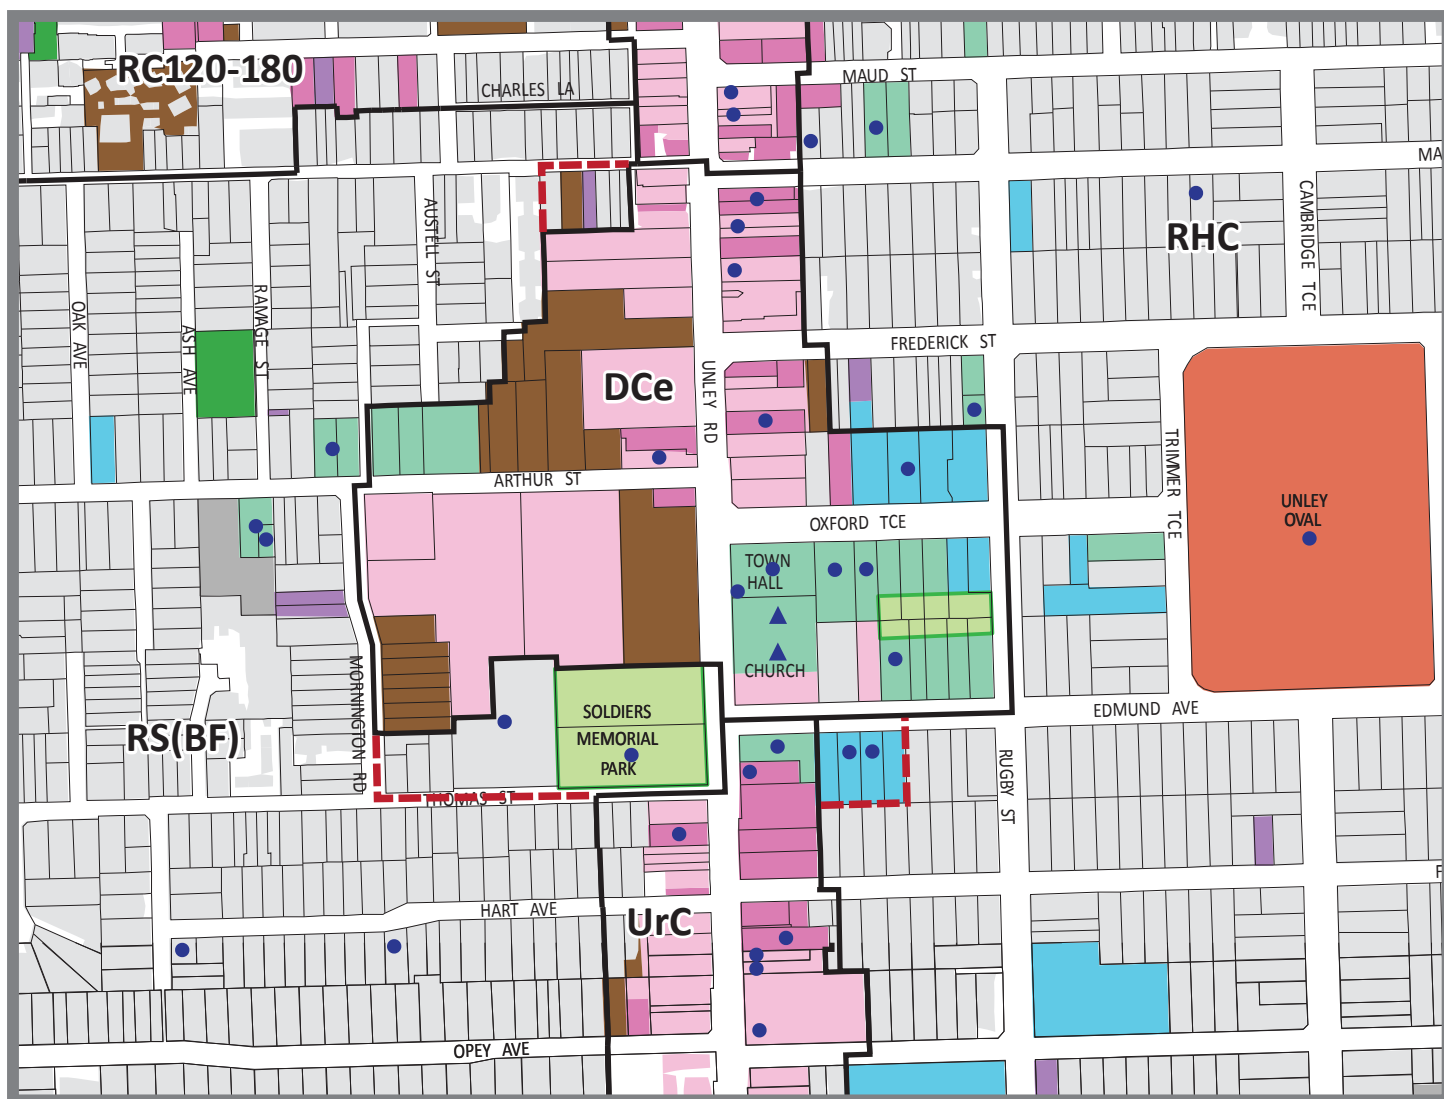 RC120-180
CHARLES LA
MAUD ST
MA
AUSTELL ST
RHC
CAMBRIDGE TCE
OAK AVE
ASH AVE
RAMAGE ST
FREDERICK ST
UNLEY RD
DCe
TRIMMER TCE
ARTHUR ST
OXFORD TCE
UNLEY
OVAL
TOWN
HALL
CHURCH
MORNINGTON RD
SOLDIERS
MEMORIAL
PARK
RS(BF)
EDMUND AVE
RUGBY ST
THOMAS ST
F
HART AVE
UrC
OPEY AVE